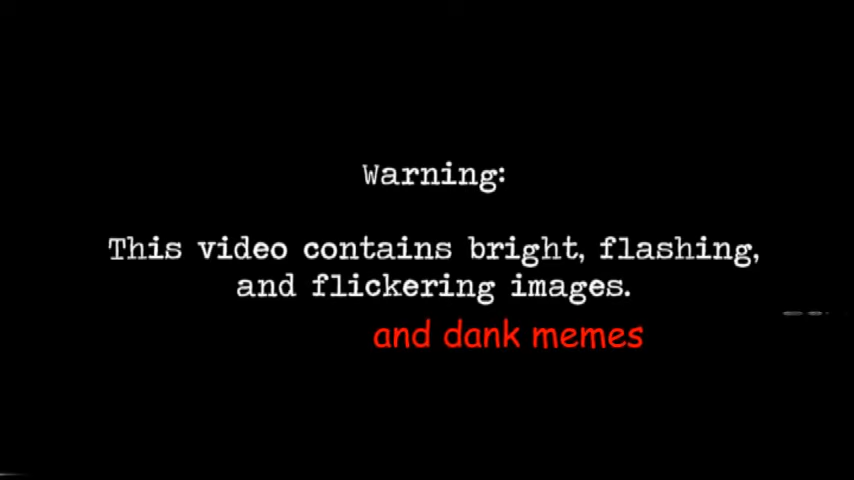 Warning:
This video contains bright, flashing,
and flickering images.
and dank memes